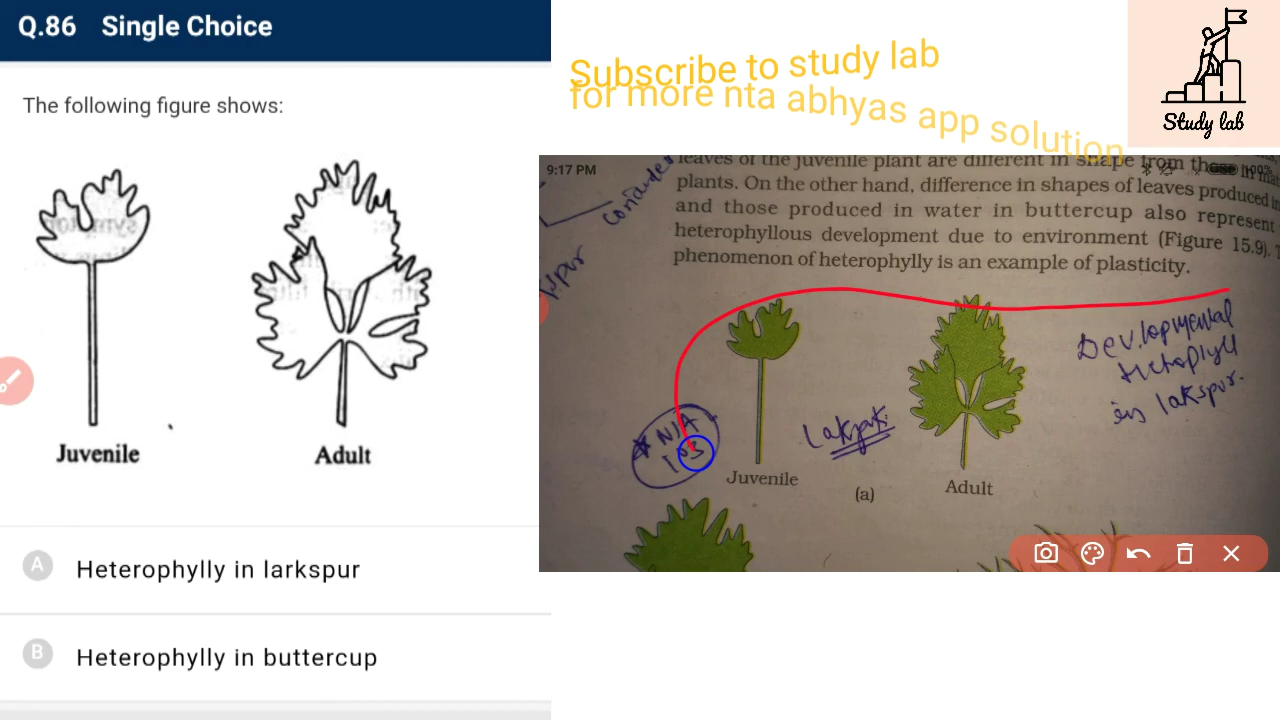 Q.86 Single Choice
The following figure shows:
Juvenile
Adult
A Heterophylly in larkspur
B Heterophylly in buttercup
Subscribe to study lab
for more nta abhyas app solution
Study lab
9:17 PM
leaves of the juvenile plant are different in shape from those in
plants. On the other hand, difference in shapes of leaves produced in
and those produced in water in buttercup also represent
heterophyllous development due to environment (Figure 15.9).
phenomenon of heterophylly is an example of plasticity.
Juvenile
(a)
Adult
in lakspur.